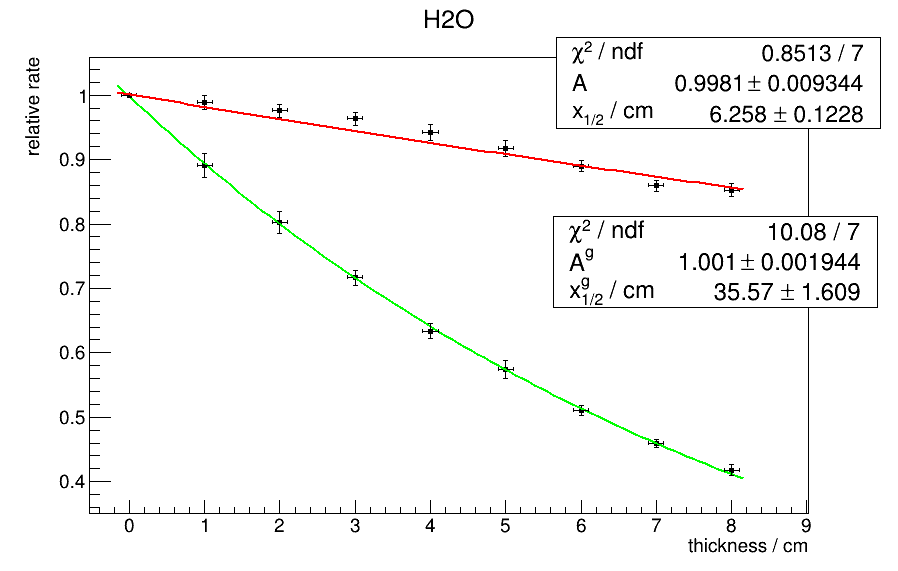 H2O
relative rate
χ² / ndf 0.8513 / 7
A 0.9981 ± 0.009344
x1/2 / cm 6.258 ± 0.1228
χ² / ndf 10.08 / 7
Aᵍ 1.001 ± 0.001944
xᵍ1/2 / cm 35.57 ± 1.609
1
0.9
0.8
0.7
0.6
0.5
0.4
0 1 2 3 4 5 6 7 8 9
thickness / cm